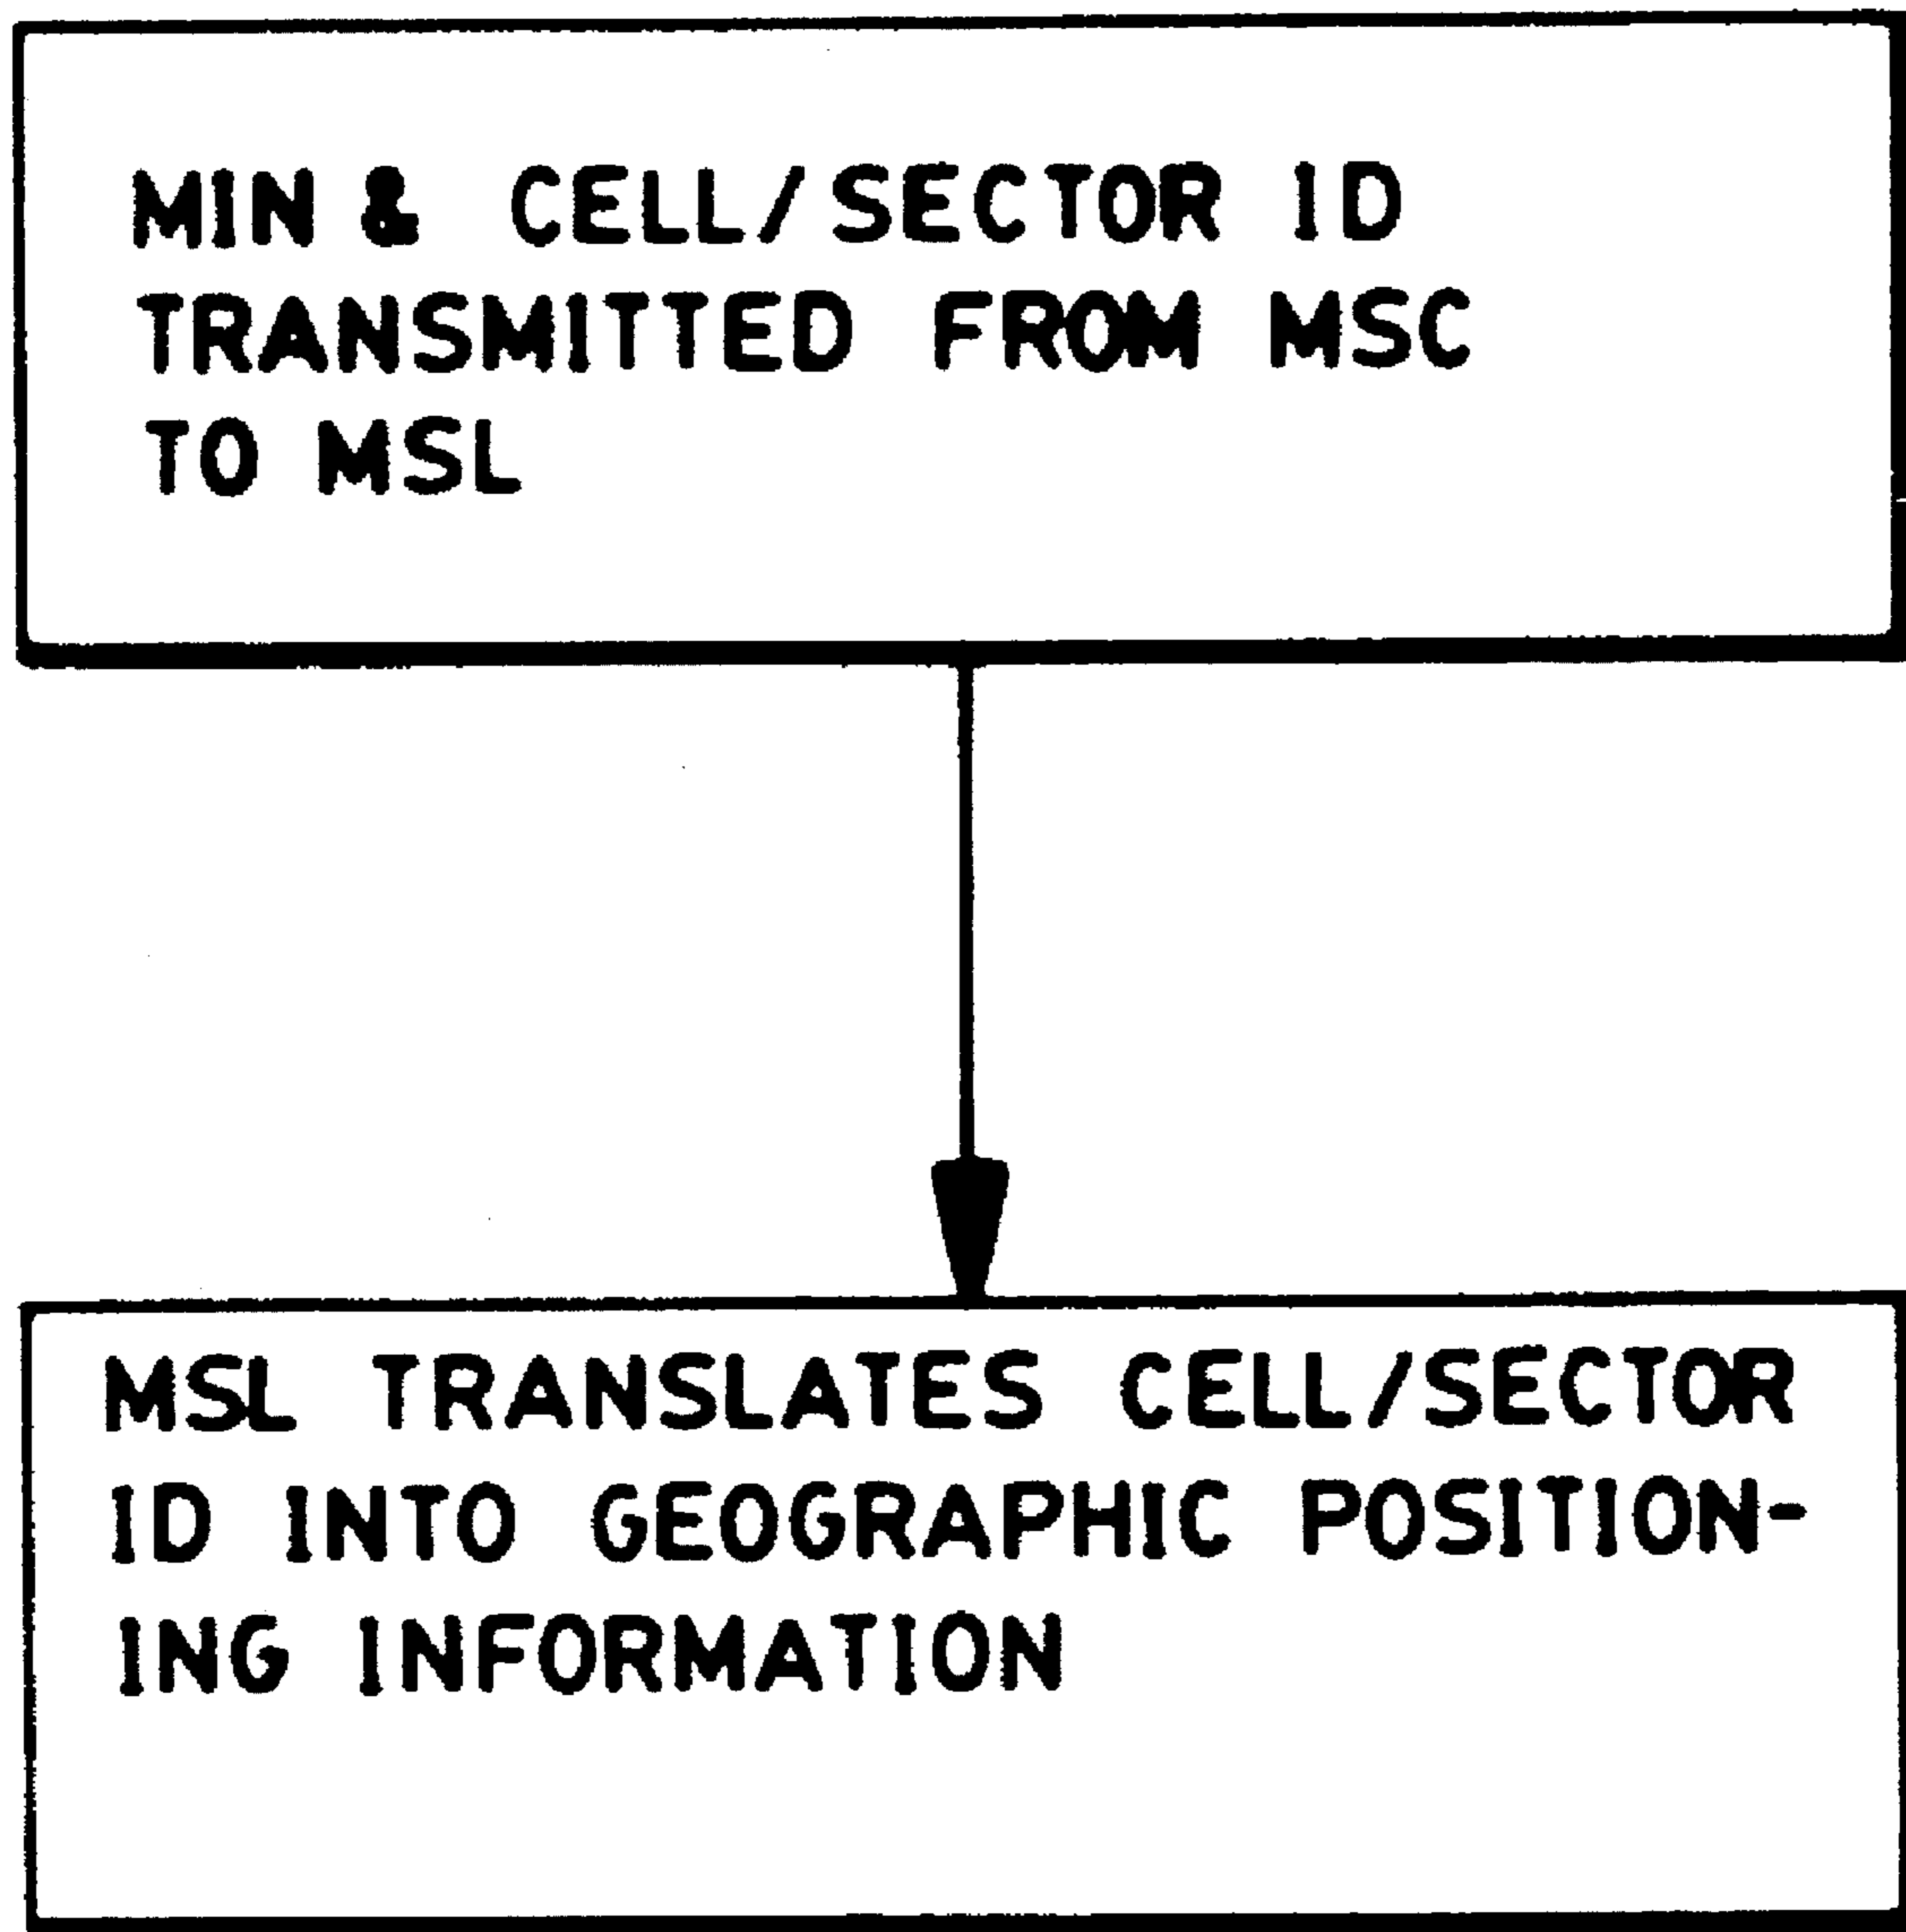 MIN & CELL/SECTOR ID
TRANSMITTED FROM MSC
TO MSL
MSL TRANSLATES CELL/SECTOR
ID INTO GEOGRAPHIC POSITION-
ING INFORMATION